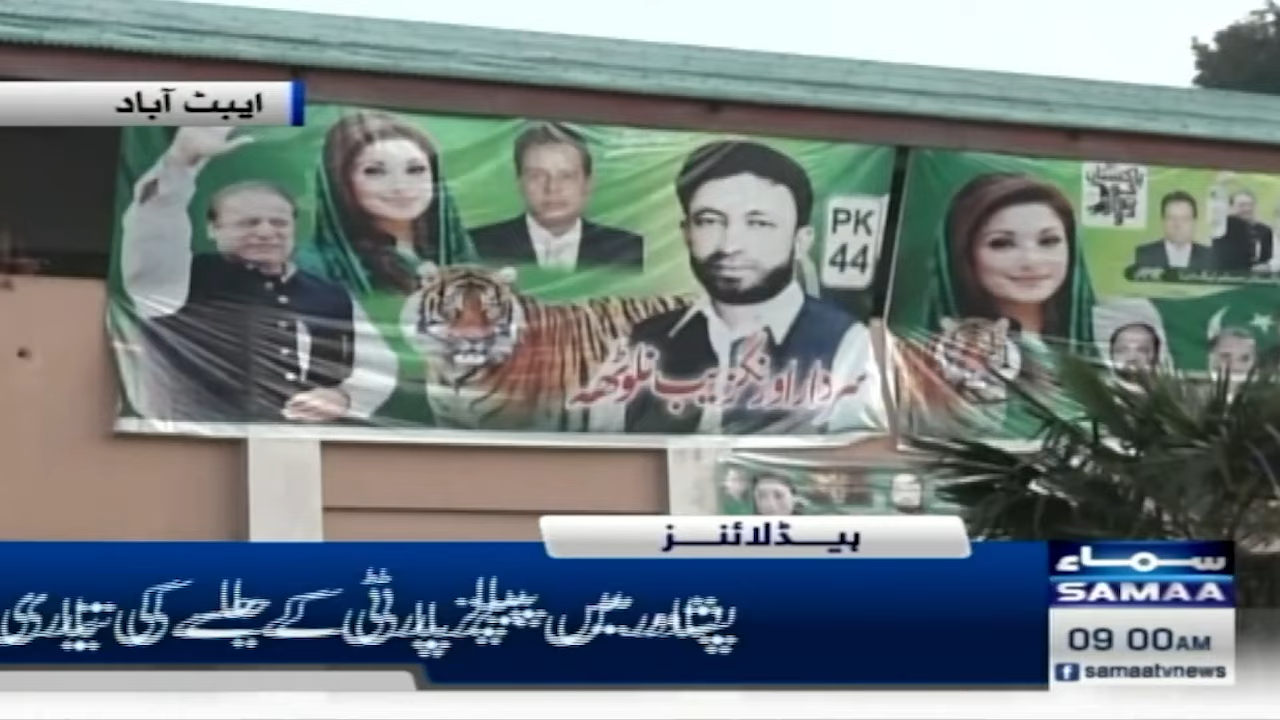 ایبٹ آباد
PK
44
سردار اورنگزیب نلوٹھہ
ہیڈلائنز
پشاور میں پیپلز پارٹی کے جلسے کی تیاری
سماء
SAMAA
09 00AM
samaatvnews